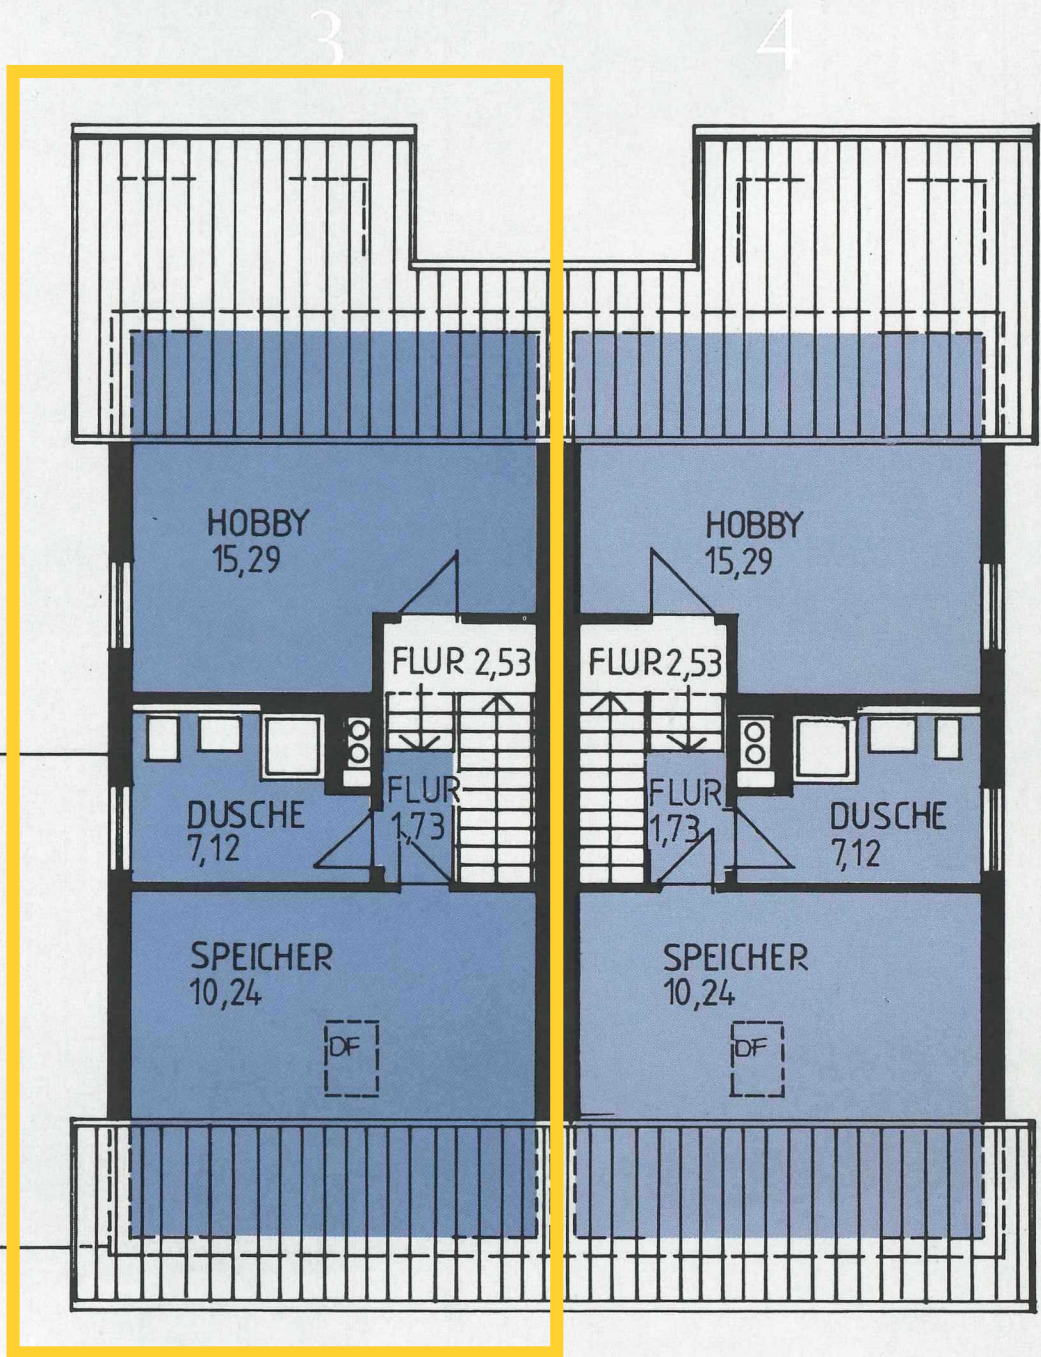 3
4
HOBBY
15,29
HOBBY
15,29
FLUR 2,53
FLUR 2,53
FLUR
1,73
FLUR
1,73
DUSCHE
7,12
DUSCHE
7,12
SPEICHER
10,24
SPEICHER
10,24
DF
DF